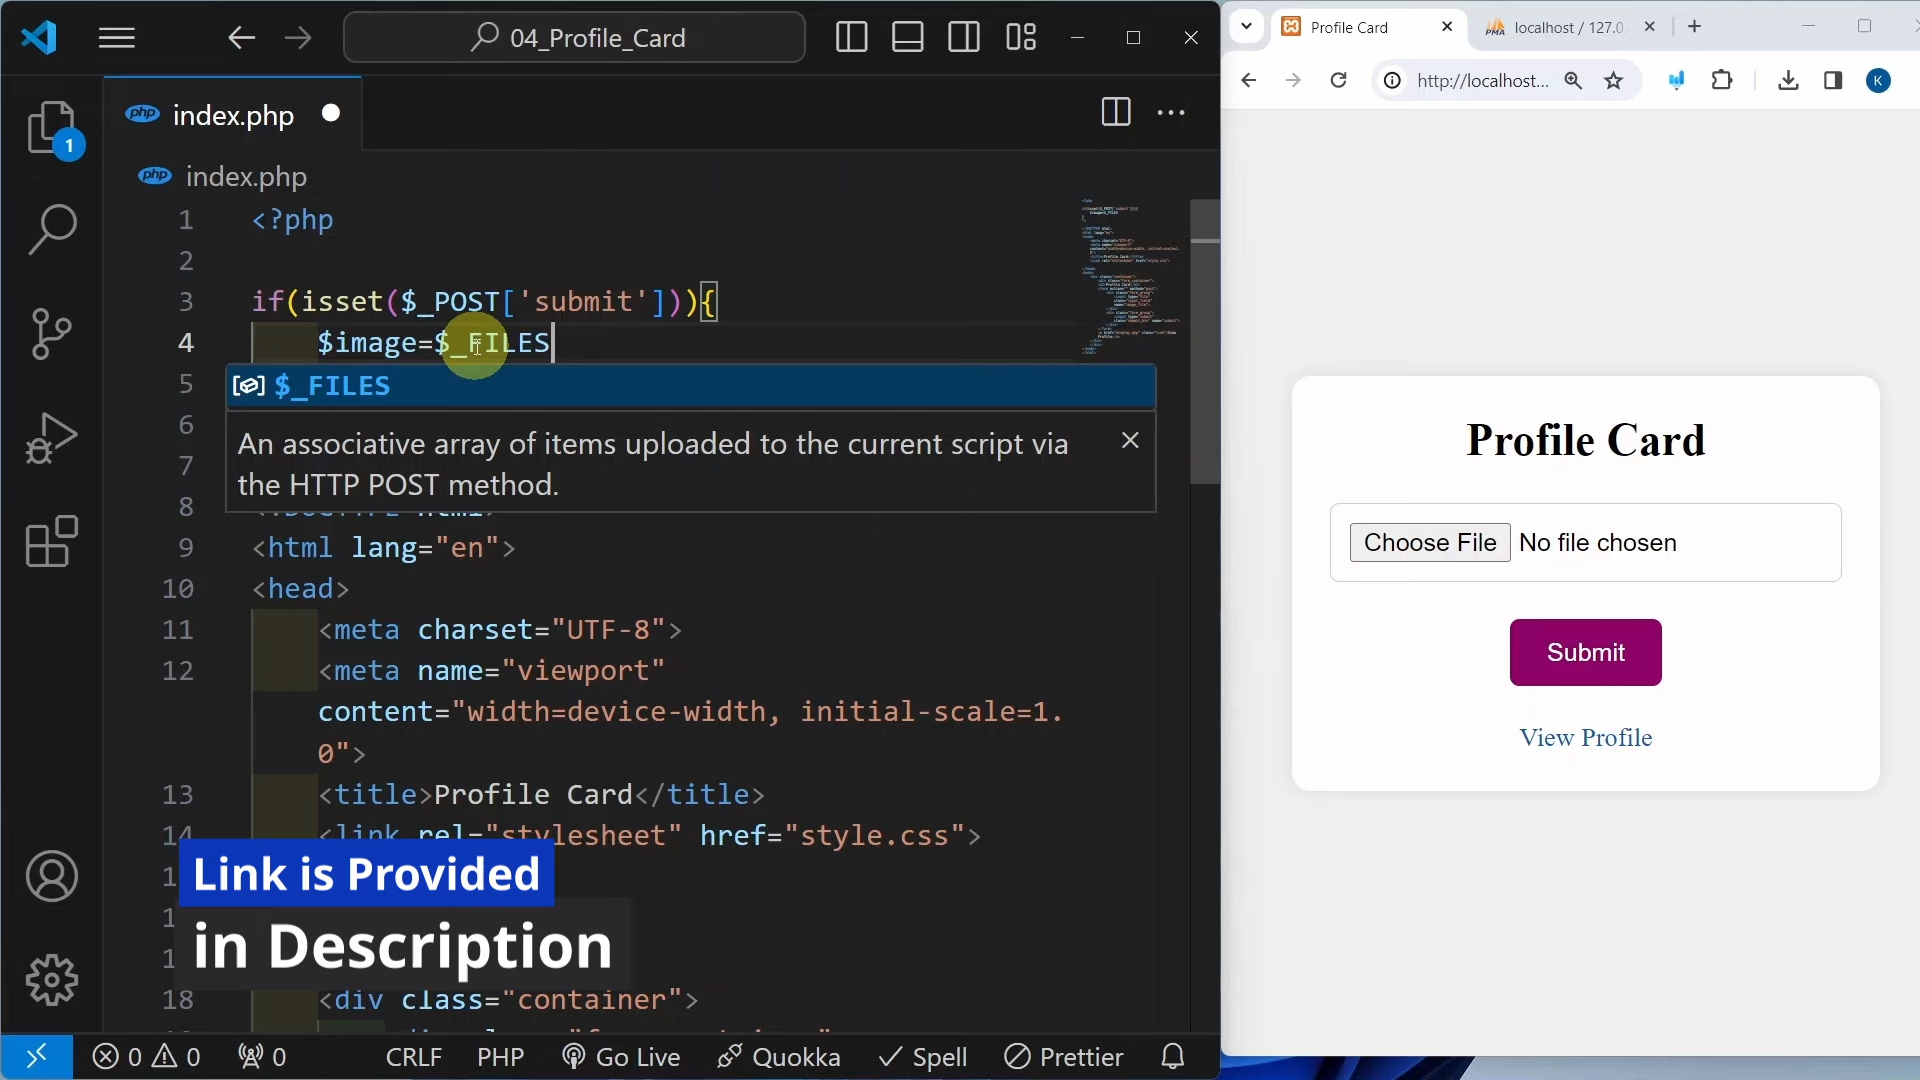 04_Profile_Card
php index.php
1
php index.php
1 <?php
2
3 if(isset($_POST['submit'])){
4 $image=$_FILES
5
$_FILES
6
An associative array of items uploaded to the current script via
7
the HTTP POST method.
8
9 <html lang="en">
10 <head>
11 <meta charset="UTF-8">
12 <meta name="viewport"
content="width=device-width, initial-scale=1.
0">
13 <title>Profile Card</title>
14 <link rel="stylesheet" href="style.css">
Link is Provided
in Description
18 <div class="container">
0 0 0 CRLF PHP Go Live Quokka Spell Prettier
Profile Card
PMA localhost / 127.0.
http://localhost...
K
Profile Card
Choose File No file chosen
Submit
View Profile